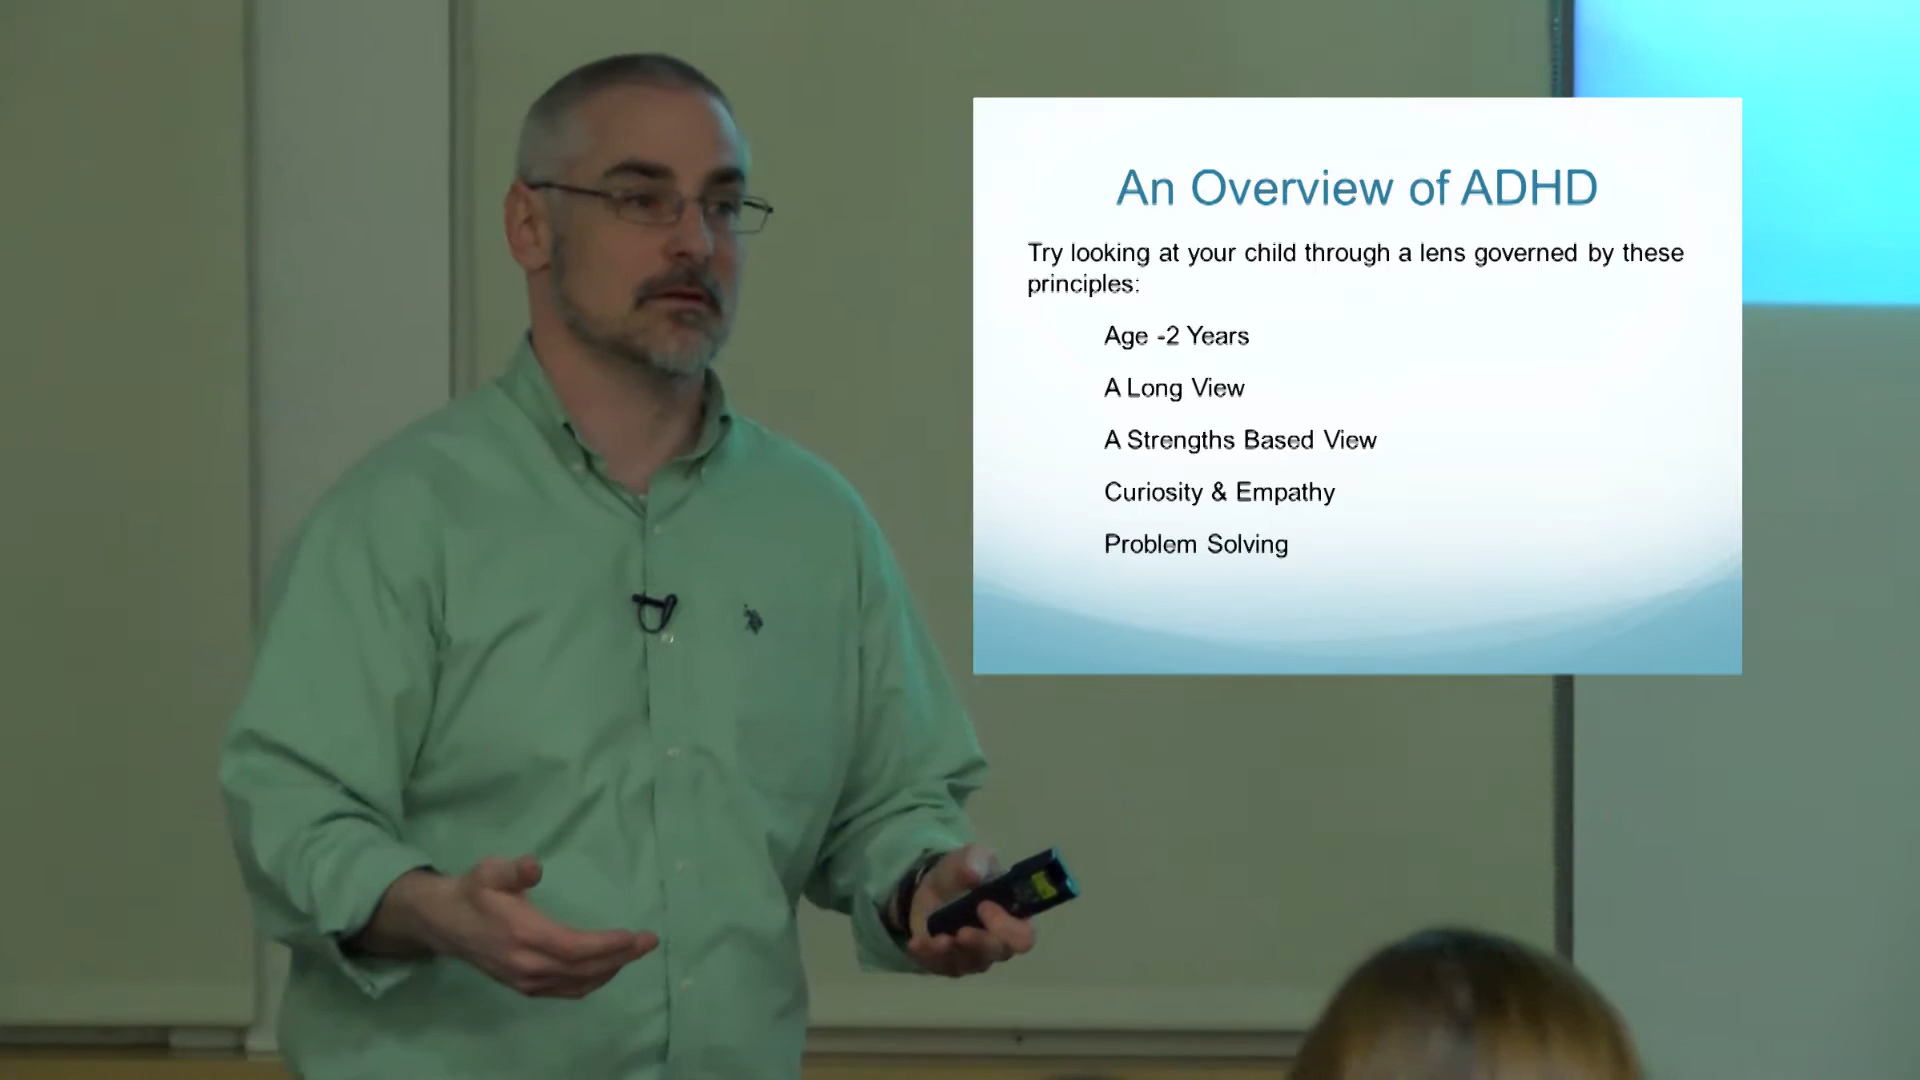 An Overview of ADHD
Try looking at your child through a lens governed by these
principles:
Age -2 Years
A Long View
A Strengths Based View
Curiosity & Empathy
Problem Solving